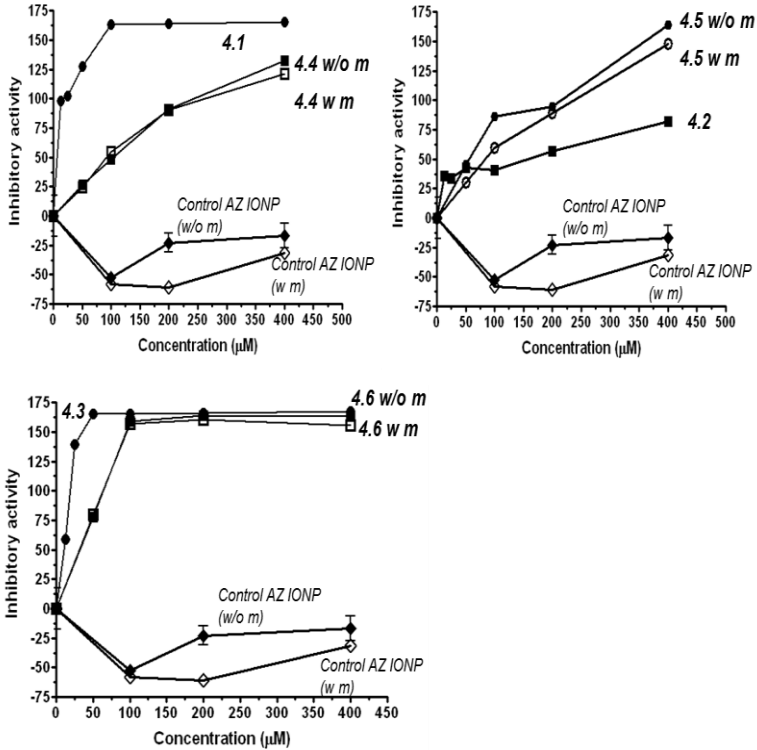 175
150
125
100
75
50
25
0
-25
-50
-75
Inhibitory activity
4.1
4.4 w/o m
4.4 w m
Control AZ IONP
(w/o m)
Control AZ IONP
(w m)
0 50 100 150 200 250 300 350 400 450 500
Concentration (μM)
175
150
125
100
75
50
25
0
-25
-50
-75
Inhibitory activity
4.5 w/o m
4.5 w m
4.2
Control AZ IONP
(w/o m)
Control AZ IONP
(w m)
0 50 100 150 200 250 300 350 400 450 500
Concentration (μM)
175
150
125
100
75
50
25
0
-25
-50
-75
Inhibitory activity
4.3
4.6 w/o m
4.6 w m
Control AZ IONP
(w/o m)
Control AZ IONP
(w m)
0 50 100 150 200 250 300 350 400 450
Concentration (μM)